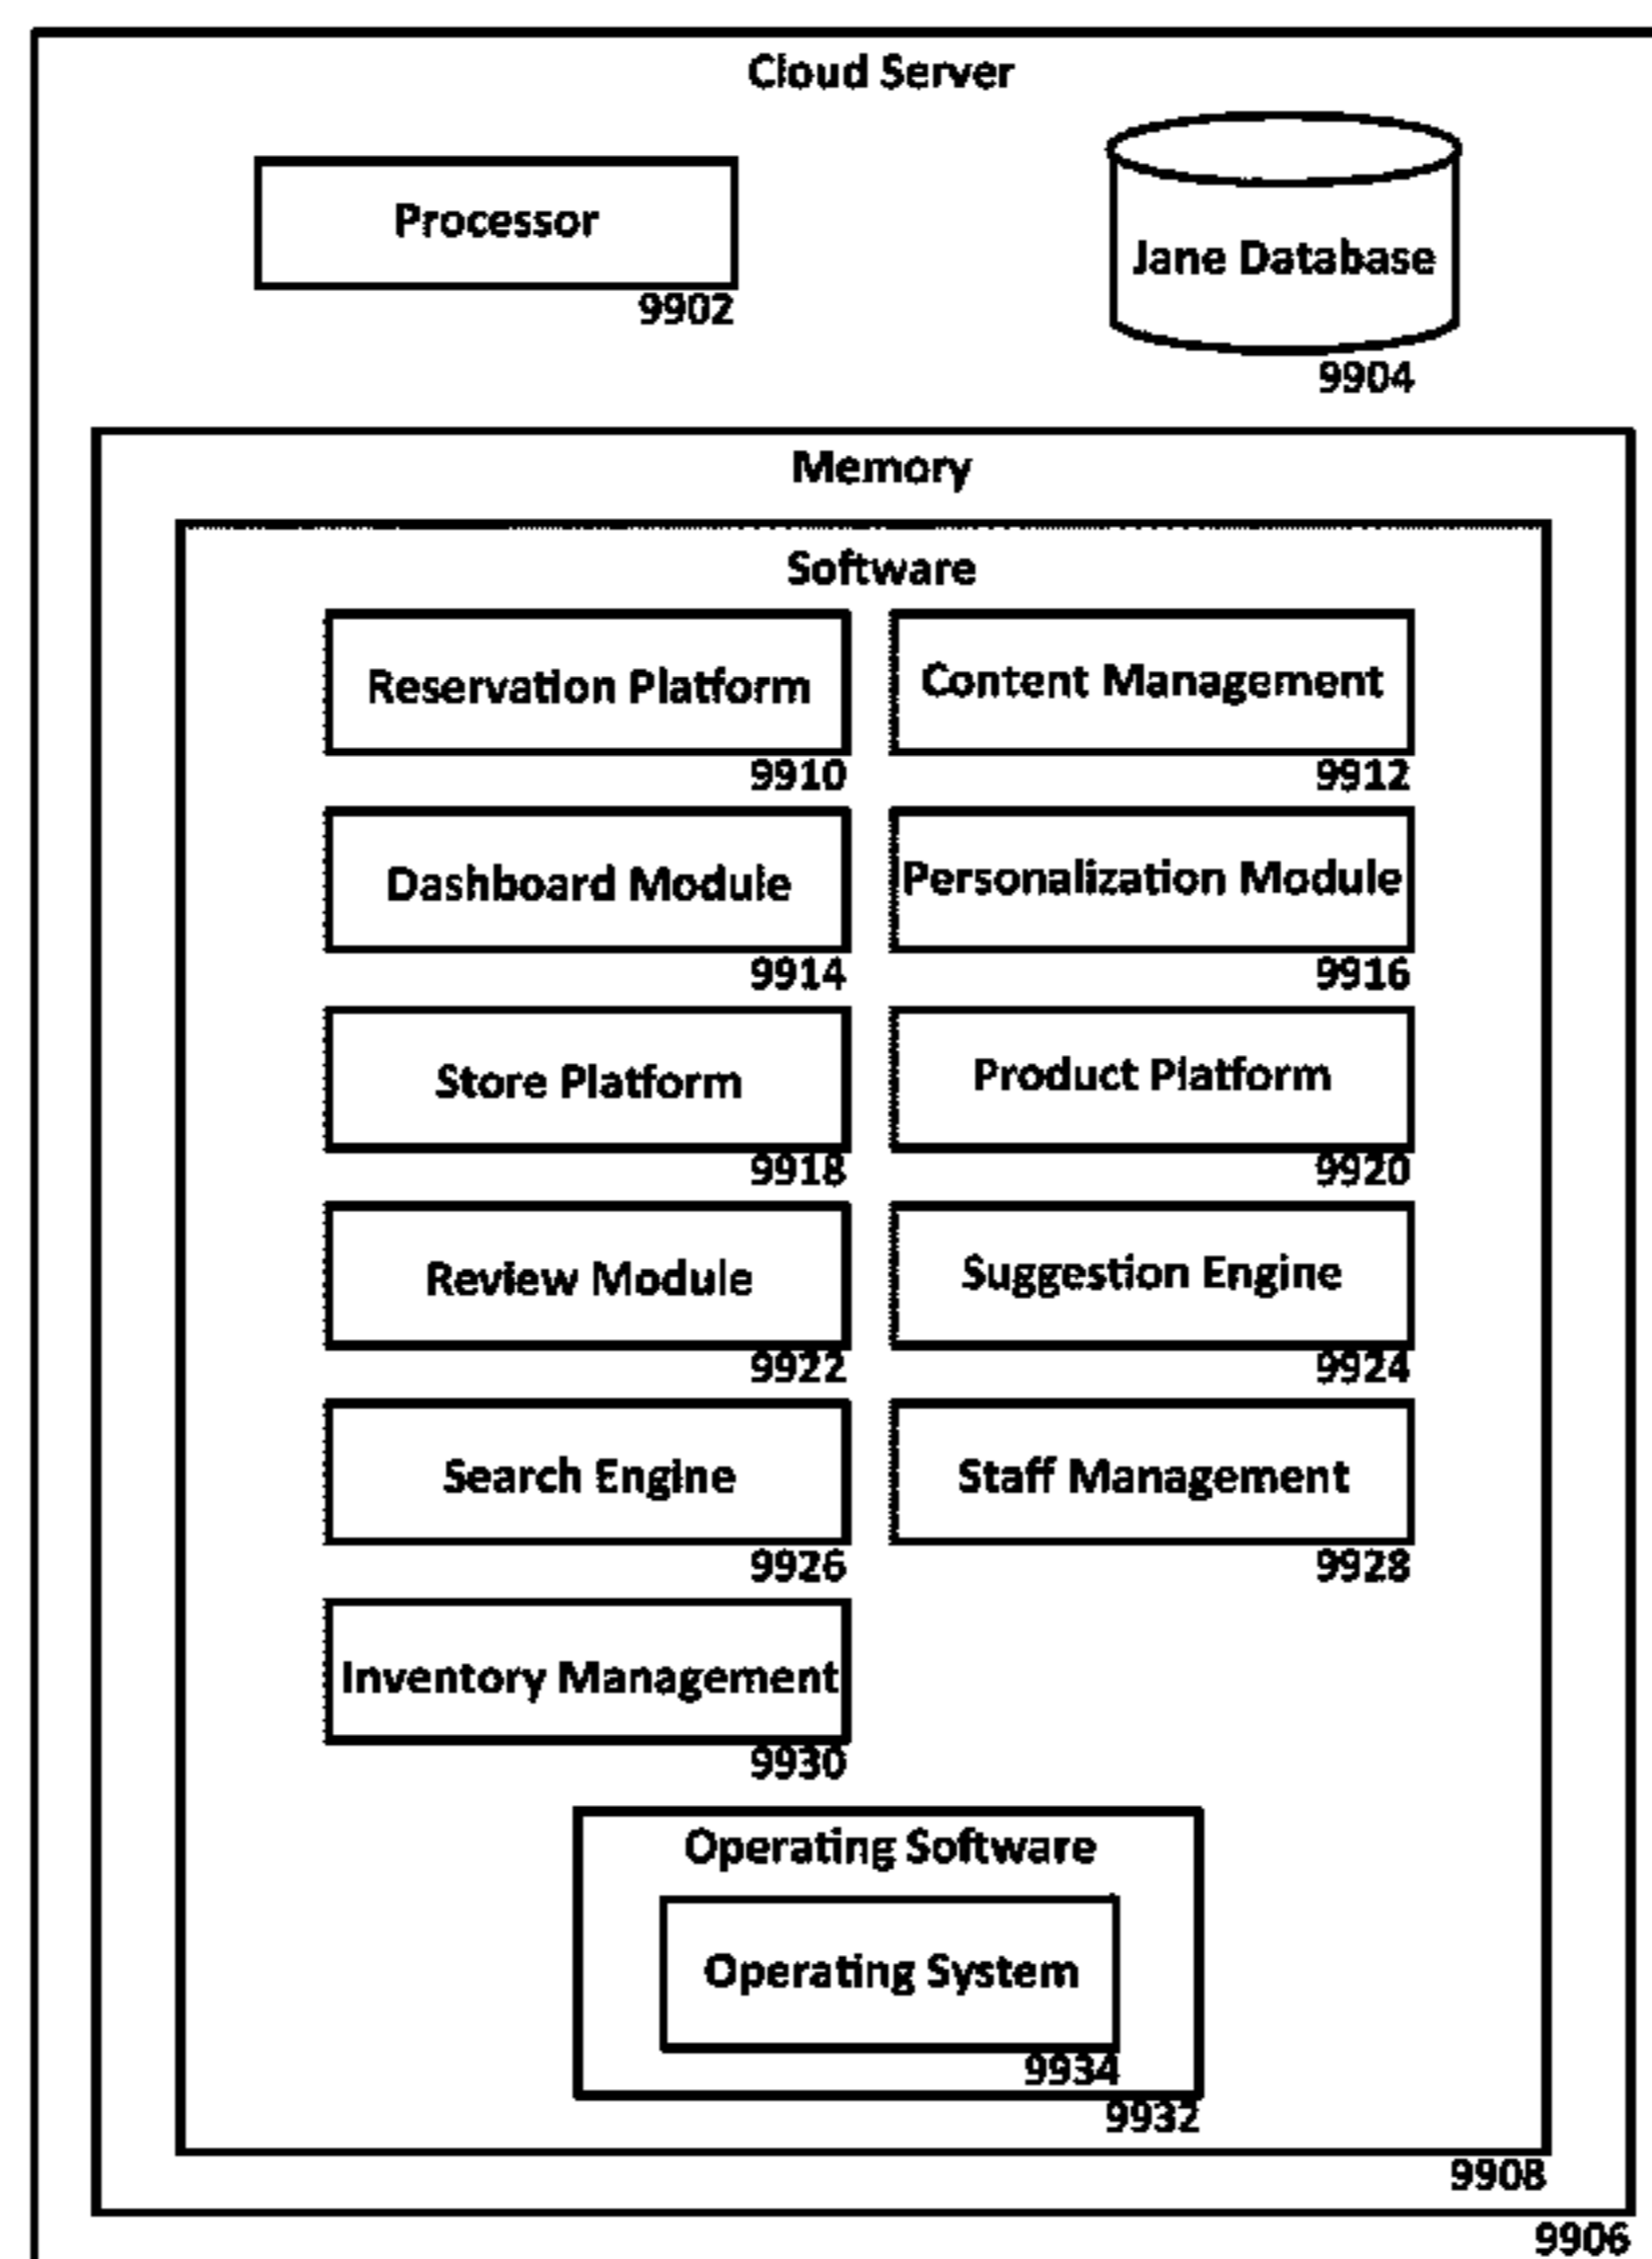 Cloud Server
Processor
9902
Jane Database
9904
Memory
Software
Reservation Platform
9910
Content Management
9912
Dashboard Module
9914
Personalization Module
9916
Store Platform
9918
Product Platform
9920
Review Module
9922
Suggestion Engine
9924
Search Engine
9926
Staff Management
9928
Inventory Management
9930
Operating Software
Operating System
9934
9932
9908
9906